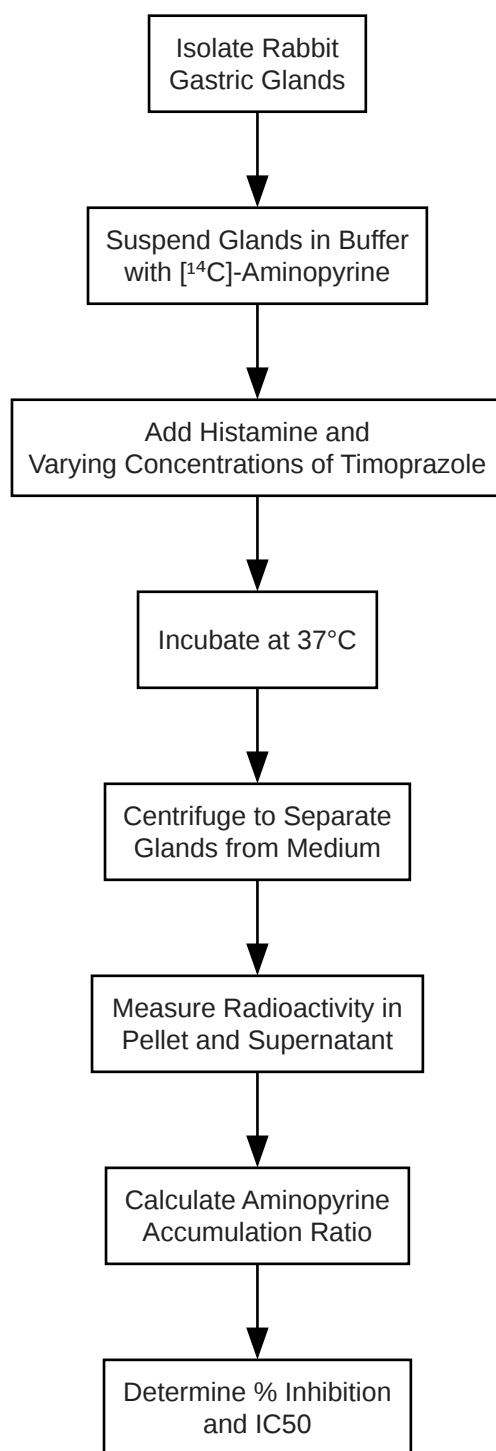 Isolate Rabbit
Gastric Glands
Suspend Glands in Buffer
with [¹⁴C]-Aminopyrine
Add Histamine and
Varying Concentrations of Timoprazole
Incubate at 37°C
Centrifuge to Separate
Glands from Medium
Measure Radioactivity in
Pellet and Supernatant
Calculate Aminopyrine
Accumulation Ratio
Determine % Inhibition
and IC50